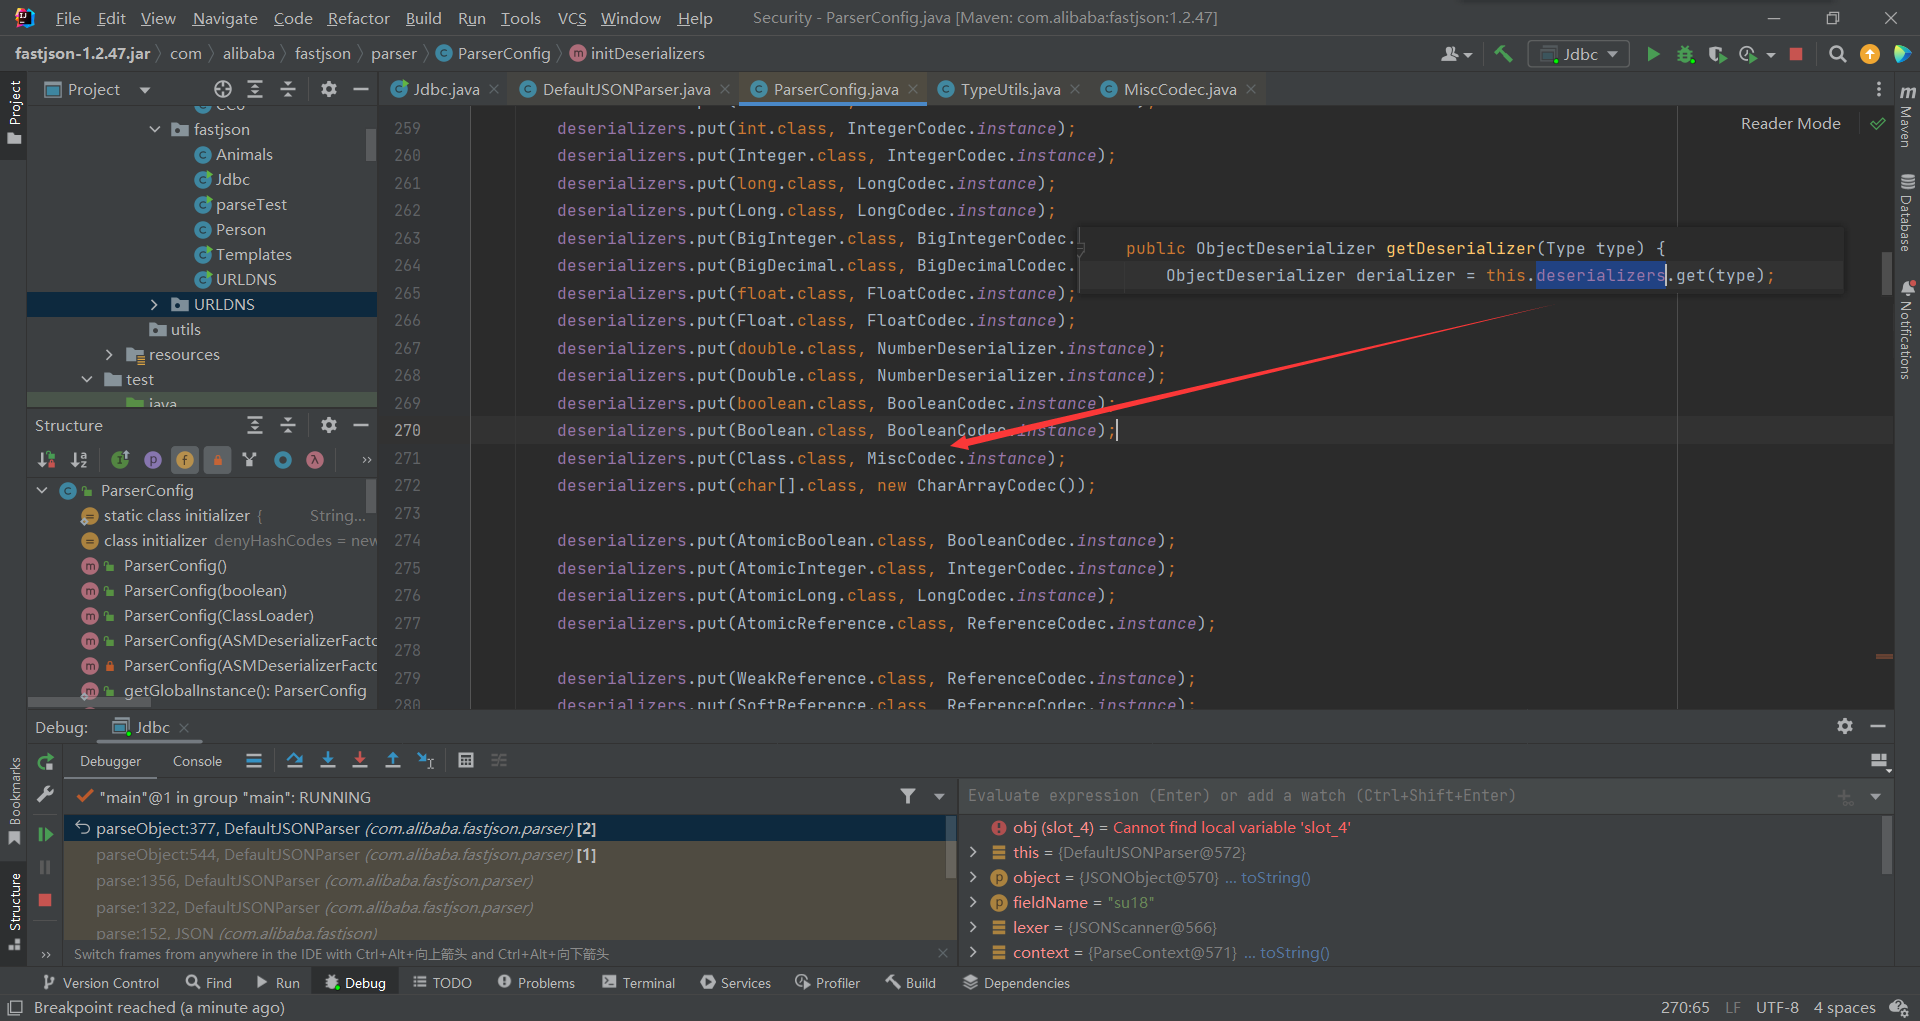 File Edit View Navigate Code Refactor Build Run Tools VCS Window Help Security - ParserConfig.java [Maven: com.alibaba:fastjson:1.2.47]
fastjson-1.2.47.jar com alibaba fastjson parser ParserConfig initDeserializers Jdbc
Project
Jdbc.java DefaultJSONParser.java ParserConfig.java TypeUtils.java MiscCodec.java
Reader Mode
fastjson
Animals
Jdbc
parseTest
Person
Templates
URLDNS
URLDNS
utils
resources
test
java
259 deserializers.put(int.class, IntegerCodec.instance);
260 deserializers.put(Integer.class, IntegerCodec.instance);
261 deserializers.put(long.class, LongCodec.instance);
262 deserializers.put(Long.class, LongCodec.instance);
263 deserializers.put(BigInteger.class, BigIntegerCodec.
264 deserializers.put(BigDecimal.class, BigDecimalCodec.
265 deserializers.put(float.class, FloatCodec.instance);
266 deserializers.put(Float.class, FloatCodec.instance);
267 deserializers.put(double.class, NumberDeserializer.instance);
268 deserializers.put(Double.class, NumberDeserializer.instance);
269 deserializers.put(boolean.class, BooleanCodec.instance);
270 deserializers.put(Boolean.class, BooleanCodec.instance);
271 deserializers.put(Class.class, MiscCodec.instance);
272 deserializers.put(char[].class, new CharArrayCodec());
273
274 deserializers.put(AtomicBoolean.class, BooleanCodec.instance);
275 deserializers.put(AtomicInteger.class, IntegerCodec.instance);
276 deserializers.put(AtomicLong.class, LongCodec.instance);
277 deserializers.put(AtomicReference.class, ReferenceCodec.instance);
278
279 deserializers.put(WeakReference.class, ReferenceCodec.instance);
280 deserializers.put(SoftReference.class, ReferenceCodec.instance);
public ObjectDeserializer getDeserializer(Type type) {
ObjectDeserializer derializer = this.deserializers.get(type);
Structure
ParserConfig
static class initializer { String...
class initializer denyHashCodes = new
ParserConfig()
ParserConfig(boolean)
ParserConfig(ClassLoader)
ParserConfig(ASMDeserializerFacto
ParserConfig(ASMDeserializerFacto
getGlobalInstance(): ParserConfig
Project
Bookmarks
Structure
Maven
Database
Notifications
Debug: Jdbc
Debugger Console
"main"@1 in group "main": RUNNING
parseObject:377, DefaultJSONParser (com.alibaba.fastjson.parser) [2]
parseObject:544, DefaultJSONParser (com.alibaba.fastjson.parser) [1]
parse:1356, DefaultJSONParser (com.alibaba.fastjson.parser)
parse:1322, DefaultJSONParser (com.alibaba.fastjson.parser)
parse:152, JSON (com.alibaba.fastjson)
Switch frames from anywhere in the IDE with Ctrl+Alt+向上箭头 and Ctrl+Alt+向下箭头
Evaluate expression (Enter) or add a watch (Ctrl+Shift+Enter)
obj (slot_4) = Cannot find local variable 'slot_4'
this = {DefaultJSONParser@572}
object = {JSONObject@570} ... toString()
fieldName = "su18"
lexer = {JSONScanner@566}
context = {ParseContext@571} ... toString()
Version Control Find Run Debug TODO Problems Terminal Services Profiler Build Dependencies
Breakpoint reached (a minute ago) 270:65 LF UTF-8 4 spaces